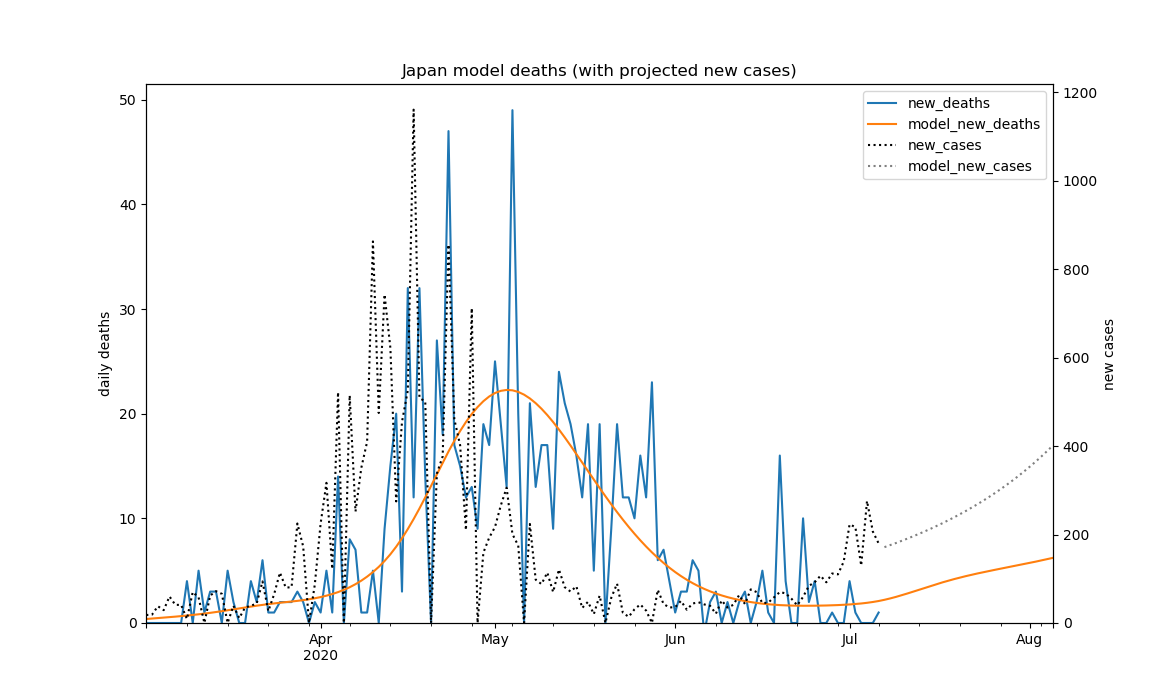 Japan model deaths (with projected new cases)
new_deaths
model_new_deaths
new_cases
model_new_cases
daily deaths
50
40
30
20
10
0
1200
1000
800
600
400
200
0
new cases
Apr
2020
May
Jun
Jul
Aug